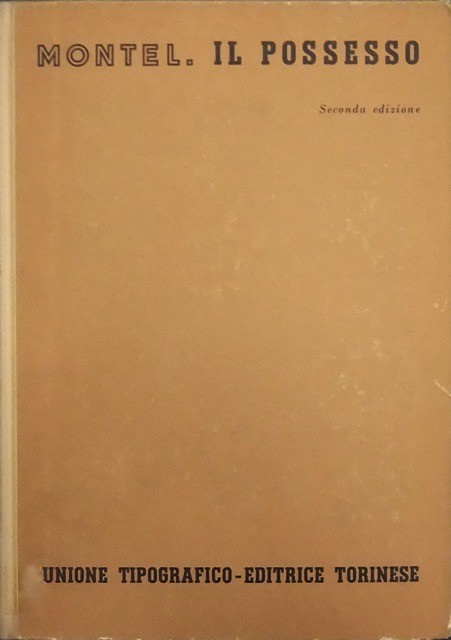 MONTEL. IL POSSESSO
Seconda edizione
UNIONE TIPOGRAFICO-EDITRICE TORINESE